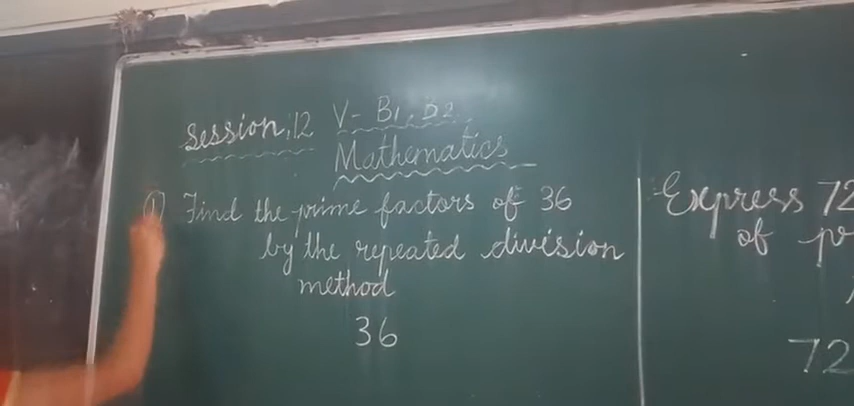 Session:12 V- B1, B2
Mathematics
① Find the prime factors of 36
by the repeated division
method
36
Express 72
of
72